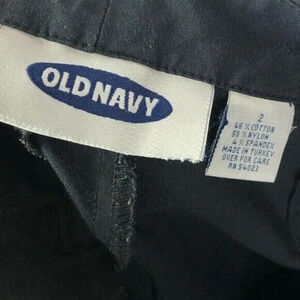 OLD NAVY
2
46% COTTON
50% NYLON
4% SPANDEX
MADE IN TURKEY
OVER FOR CARE
RN 54023